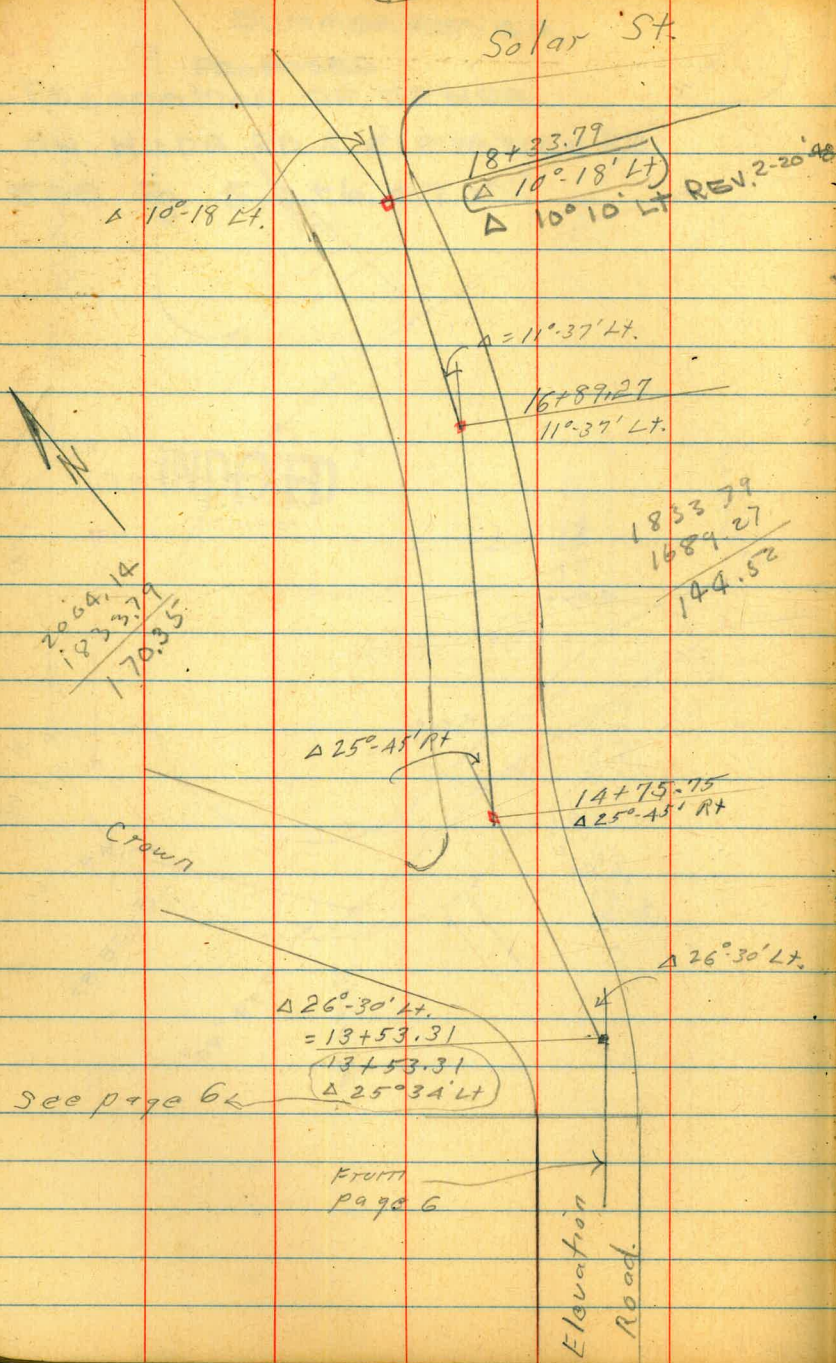 Solar St.
18+33.79
(Δ 10°-18' Lt)
Δ 10°10' Lt REV. 2-20-48
Δ 10°-18' Lt.
Δ = 11°-37' Lt.
16+89.27
11°-37' Lt.
N
1833 79
1689.27
144.52
2004.14
1833.79
170.35
Δ 25°-45' Rt
14+75.75
Δ 25°-45' Rt
Crown
Δ 26°-30' Lt.
Δ 26°-30' Lt.
= 13+53.31
13+53.31
Δ 25°34' Lt
See page 6
From
page 6
Elevation
Road.